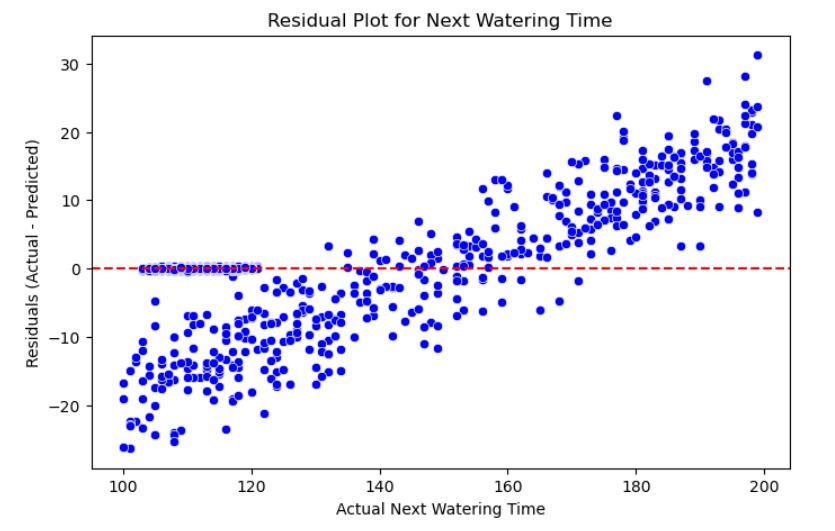 Residual Plot for Next Watering Time
30
20
10
0
−10
−20
Residuals (Actual - Predicted)
100 120 140 160 180 200
Actual Next Watering Time